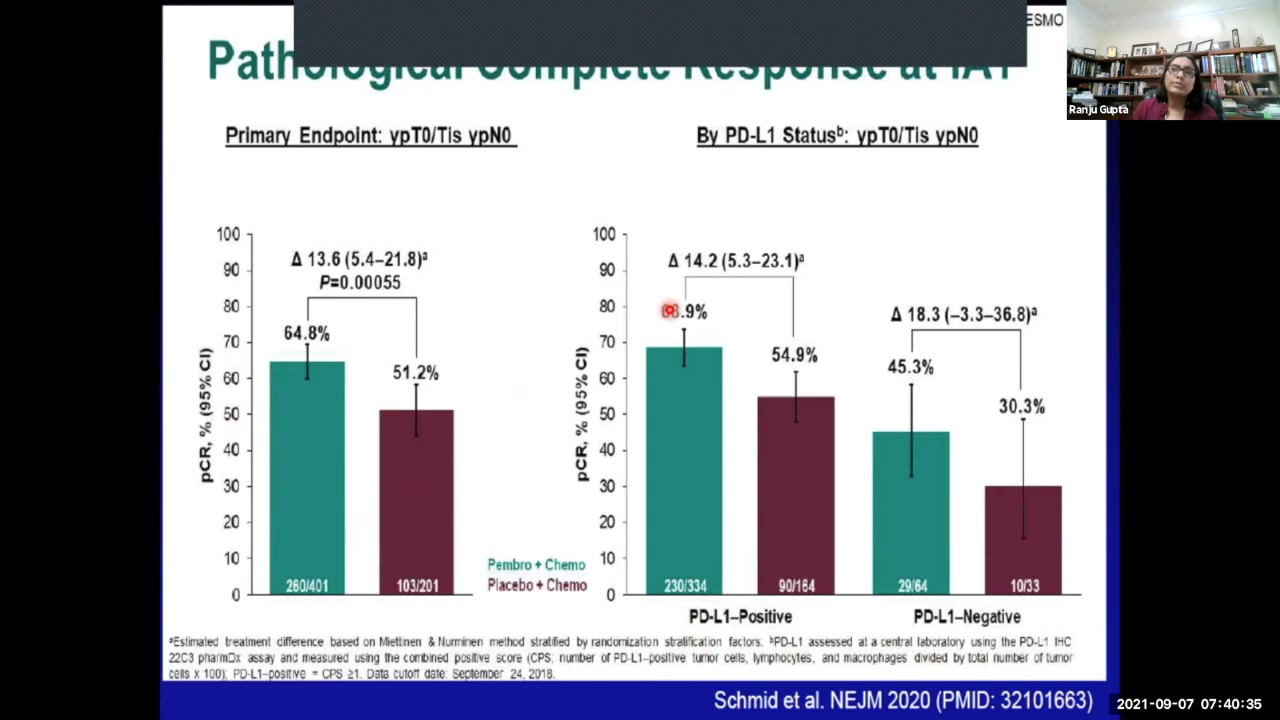 ESMO
Pathological Complete Response at IA1
Ranju Gupta
Primary Endpoint: ypT0/Tis ypN0
By PD-L1 Statusᵇ: ypT0/Tis ypN0
100
90
80
70
60
50
40
30
20
10
0
pCR, % (95% CI)
Δ 13.6 (5.4–21.8)ᵃ
P=0.00055
64.8%
51.2%
260/401
103/201
Pembro + Chemo
Placebo + Chemo
100
90
80
70
60
50
40
30
20
10
0
pCR, % (95% CI)
Δ 14.2 (5.3–23.1)ᵃ
.9%
54.9%
Δ 18.3 (–3.3–36.8)ᵃ
45.3%
30.3%
230/334
90/164
29/64
10/33
PD-L1–Positive
PD-L1–Negative
ᵃEstimated treatment difference based on Miettinen & Nurminen method stratified by randomization stratification factors. ᵇPD-L1 assessed at a central laboratory using the PD-L1 IHC
22C3 pharmDx assay and measured using the combined positive score (CPS; number of PD-L1–positive tumor cells, lymphocytes, and macrophages divided by total number of tumor
cells x 100); PD-L1–positive = CPS ≥1. Data cutoff date: September 24, 2018.
Schmid et al. NEJM 2020 (PMID: 32101663)
2021-09-07 07:40:35